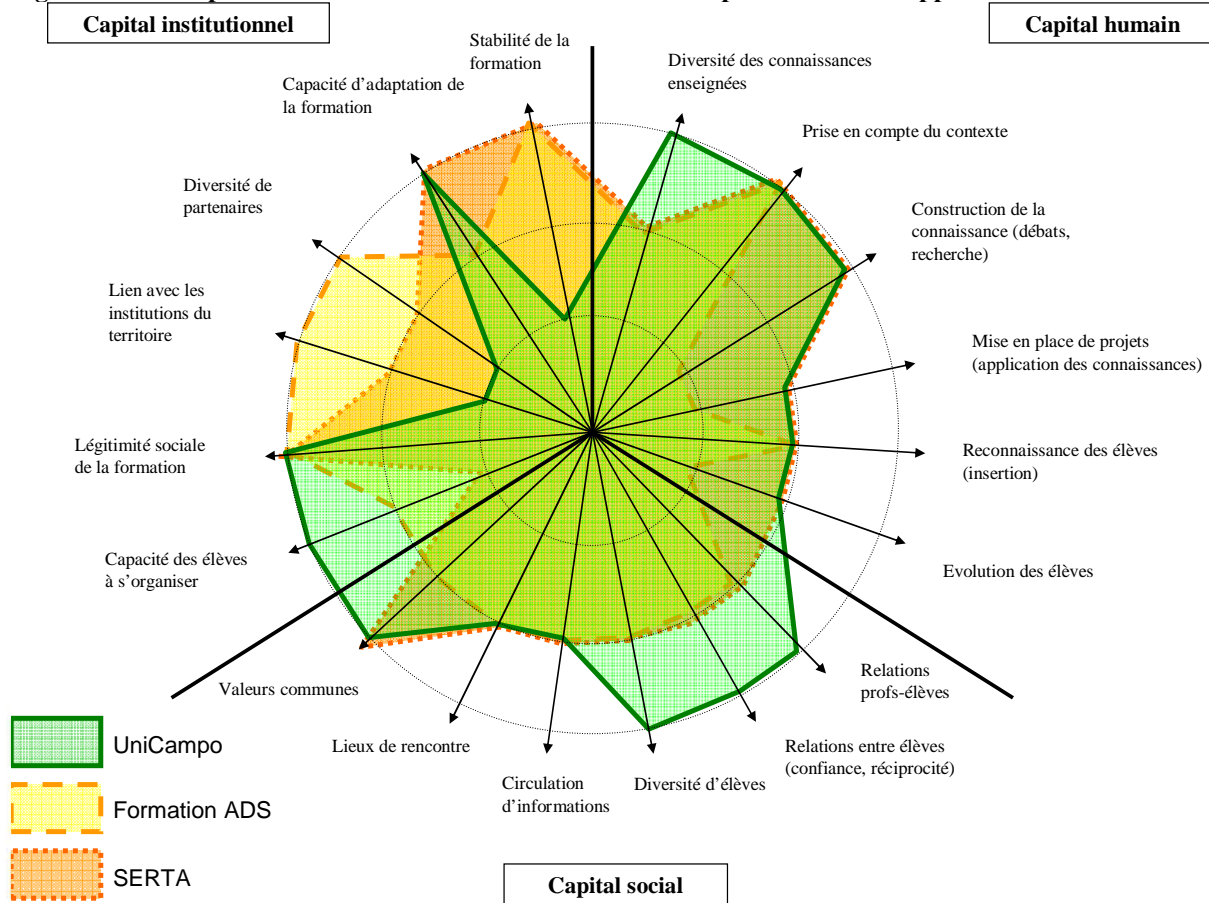 Capital institutionnel
Capital humain
Stabilité de la
formation
Diversité des connaissances
enseignées
Capacité d'adaptation de
la formation
Prise en compte du contexte
Diversité de
partenaires
Construction de la
connaissance (débats,
recherche)
Lien avec les
institutions du
territoire
Mise en place de projets
(application des connaissances)
Légitimité sociale
de la formation
Reconnaissance des élèves
(insertion)
Capacité des élèves
à s'organiser
Evolution des élèves
Relations
profs-élèves
Valeurs communes
Lieux de rencontre
Relations entre élèves
(confiance, réciprocité)
Circulation
d'informations
Diversité d'élèves
UniCampo
Formation ADS
SERTA
Capital social